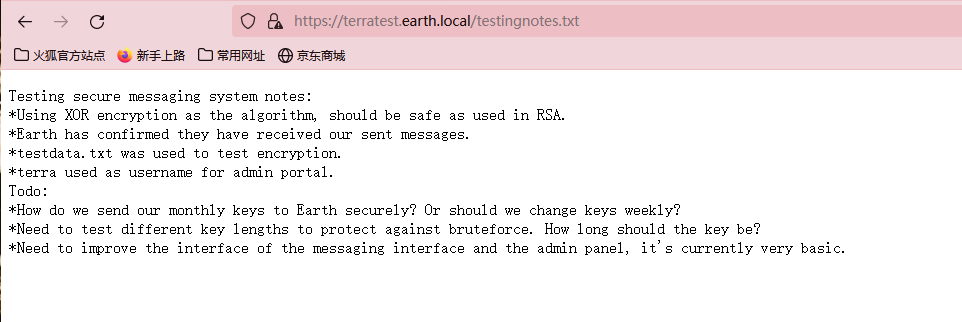 https://terratest.earth.local/testingnotes.txt
火狐官方站点 新手上路 常用网址 京东商城
Testing secure messaging system notes:
*Using XOR encryption as the algorithm, should be safe as used in RSA.
*Earth has confirmed they have received our sent messages.
*testdata.txt was used to test encryption.
*terra used as username for admin portal.
Todo:
*How do we send our monthly keys to Earth securely? Or should we change keys weekly?
*Need to test different key lengths to protect against bruteforce. How long should the key be?
*Need to improve the interface of the messaging interface and the admin panel, it's currently very basic.